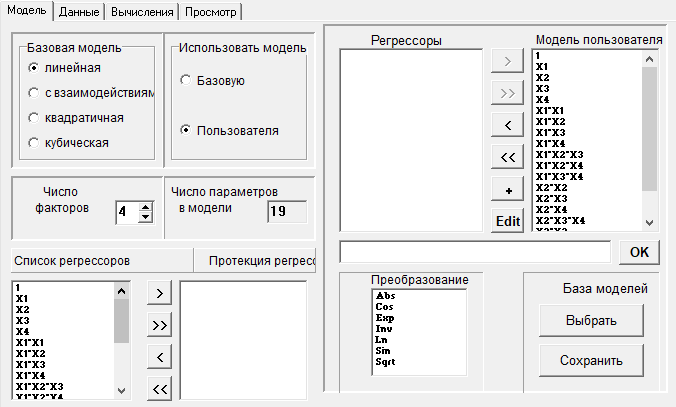 Модель Данные Вычисления Просмотр
Базовая модель
линейная
с взаимодействиям
квадратичная
кубическая
Использовать модель
Базовую
Пользователя
Число факторов
4
Число параметров в модели
19
Список регрессоров
Протекция регрессо
1
X1
X2
X3
X4
X1*X1
X1*X2
X1*X3
X1*X4
X1*X2*X3
X1*X2*X4
>
>>
<
<<
Регрессоры
>
>>
<
<<
+
Edit
Модель пользователя
1
X1
X2
X3
X4
X1*X1
X1*X2
X1*X3
X1*X4
X1*X2*X3
X1*X2*X4
X1*X3*X4
X2*X2
X2*X3
X2*X4
X2*X3*X4
OK
Преобразование
Abs
Cos
Exp
Inv
Ln
Sin
Sqrt
База моделей
Выбрать
Сохранить